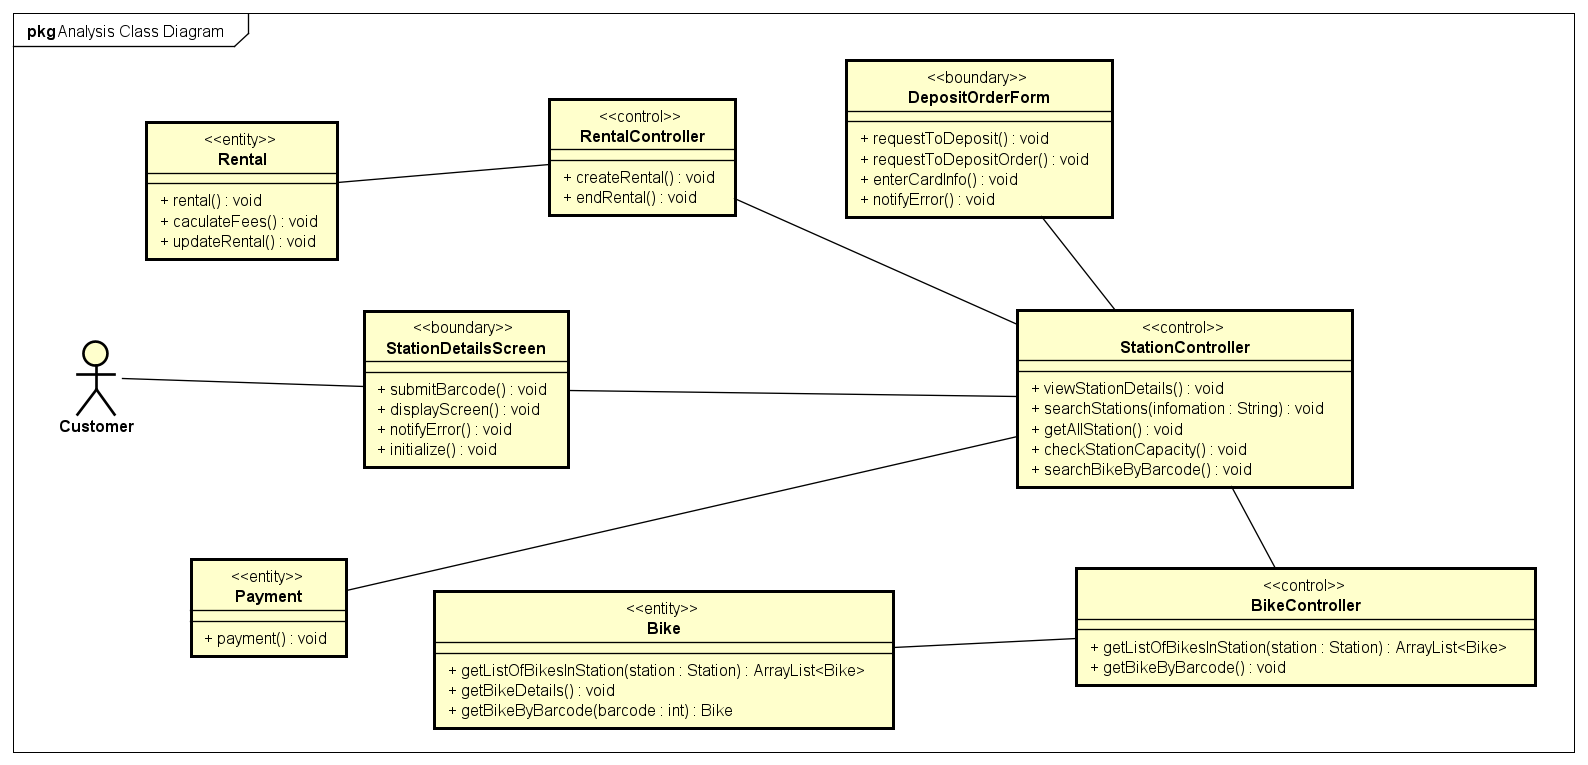 pkg Analysis Class Diagram
<<boundary>>
DepositOrderForm
+ requestToDeposit() : void
+ requestToDepositOrder() : void
+ enterCardInfo() : void
+ notifyError() : void
<<control>>
RentalController
+ createRental() : void
+ endRental() : void
<<entity>>
Rental
+ rental() : void
+ caculateFees() : void
+ updateRental() : void
<<boundary>>
StationDetailsScreen
+ submitBarcode() : void
+ displayScreen() : void
+ notifyError() : void
+ initialize() : void
<<control>>
StationController
+ viewStationDetails() : void
+ searchStations(infomation : String) : void
+ getAllStation() : void
+ checkStationCapacity() : void
+ searchBikeByBarcode() : void
Customer
<<entity>>
Payment
+ payment() : void
<<entity>>
Bike
+ getListOfBikesInStation(station : Station) : ArrayList<Bike>
+ getBikeDetails() : void
+ getBikeByBarcode(barcode : int) : Bike
<<control>>
BikeController
+ getListOfBikesInStation(station : Station) : ArrayList<Bike>
+ getBikeByBarcode() : void